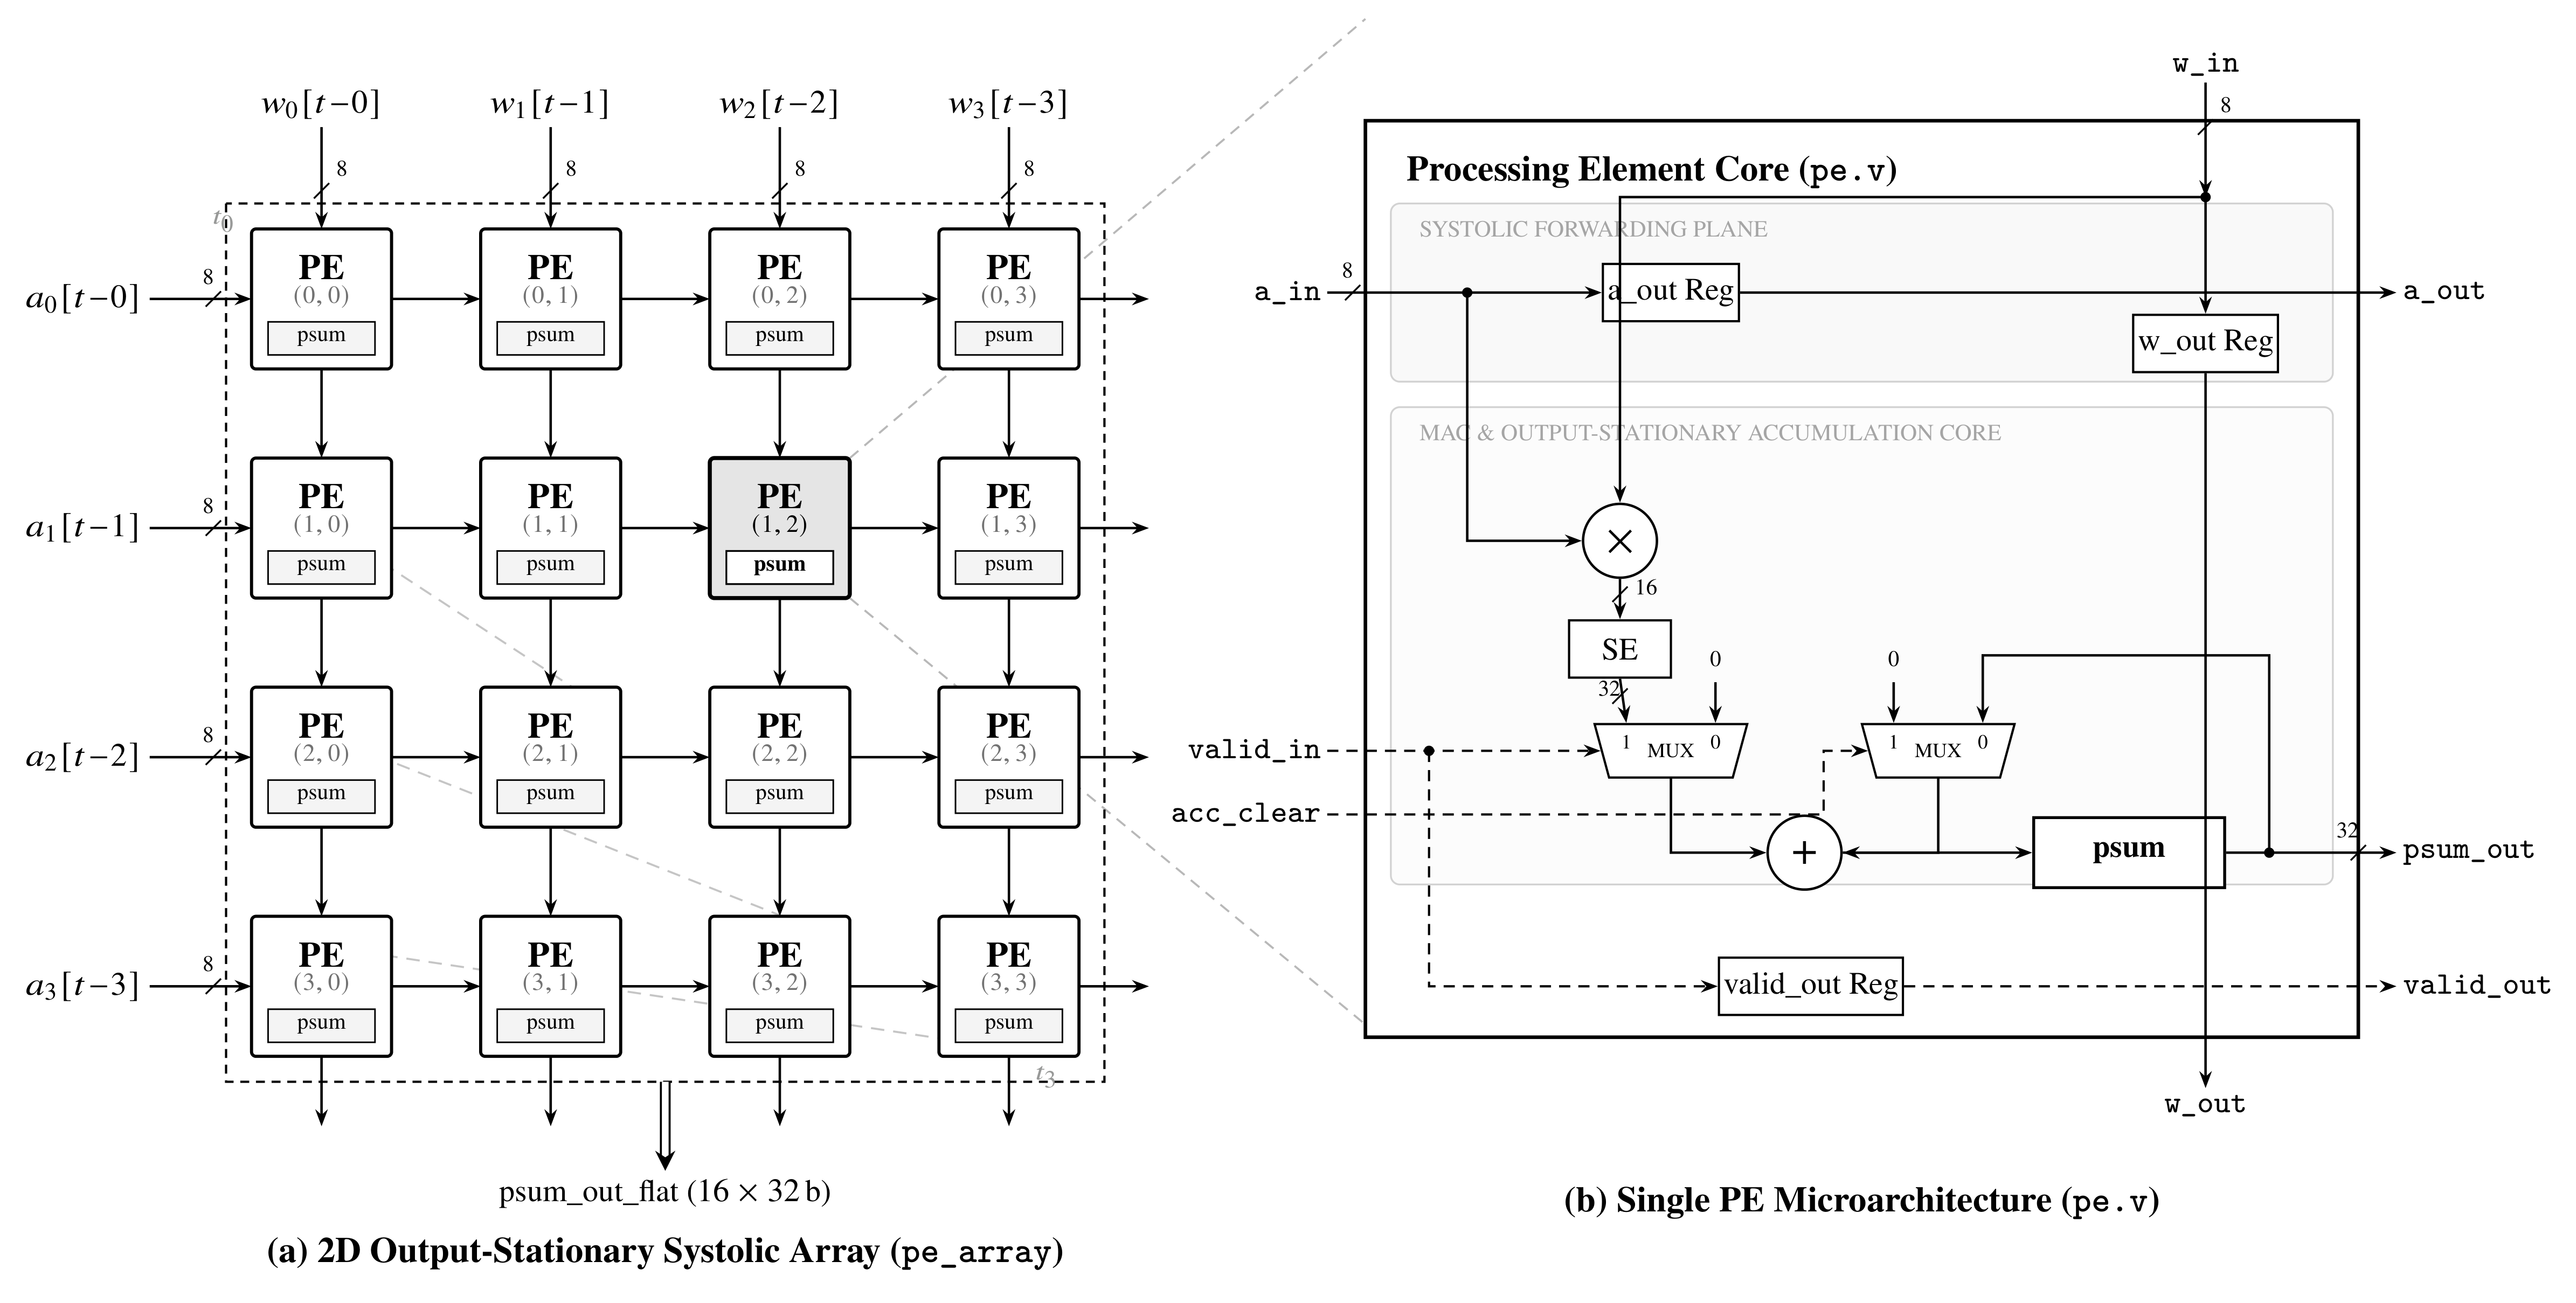 w_in
w0[t−0] w1[t−1] w2[t−2] w3[t−3]
8
8 8 8 8
Processing Element Core (pe.v)
t0
SYSTOLIC FORWARDING PLANE
PE PE PE PE
8
a0[t−0] (0, 0) (0, 1) (0, 2) (0, 3)
psum psum psum psum
8
a_in a_out Reg a_out
w_out Reg
MAC & OUTPUT-STATIONARY ACCUMULATION CORE
PE PE PE PE
8
a1[t−1] (1, 0) (1, 1) (1, 2) (1, 3)
psum psum psum psum
×
16
SE
32
0 0
PE PE PE PE
8
a2[t−2] (2, 0) (2, 1) (2, 2) (2, 3)
psum psum psum psum
valid_in 1 MUX 0 1 MUX 0
acc_clear
32
+ psum psum_out
PE PE PE PE
8
a3[t−3] (3, 0) (3, 1) (3, 2) (3, 3)
psum psum psum psum
valid_out Reg valid_out
t3
w_out
psum_out_flat (16 × 32 b)
(b) Single PE Microarchitecture (pe.v)
(a) 2D Output-Stationary Systolic Array (pe_array)